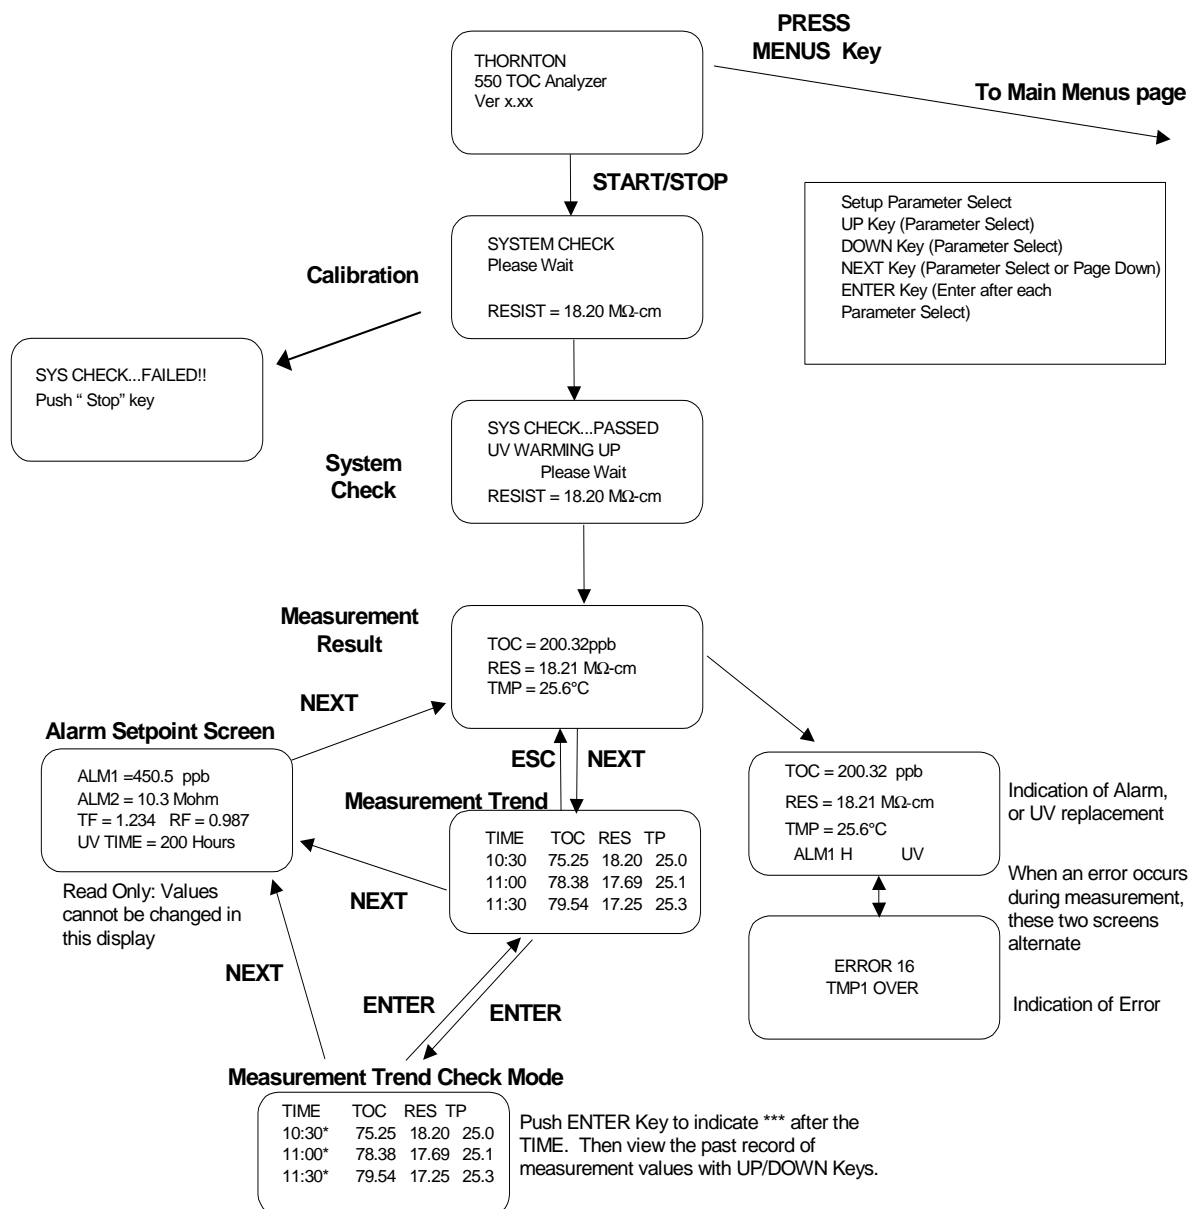 PRESS
MENUS Key
THORNTON
550 TOC Analyzer
Ver x.xx
To Main Menus page
START/STOP
Setup Parameter Select
UP Key (Parameter Select)
DOWN Key (Parameter Select)
NEXT Key (Parameter Select or Page Down)
ENTER Key (Enter after each
Parameter Select)
SYSTEM CHECK
Please Wait
RESIST = 18.20 MΩ-cm
Calibration
SYS CHECK...FAILED!!
Push “ Stop” key
SYS CHECK...PASSED
UV WARMING UP
Please Wait
RESIST = 18.20 MΩ-cm
System
Check
Measurement
Result
TOC = 200.32ppb
RES = 18.21 MΩ-cm
TMP = 25.6°C
NEXT
Alarm Setpoint Screen
ALM1 =450.5 ppb
ALM2 = 10.3 Mohm
TF = 1.234 RF = 0.987
UV TIME = 200 Hours
Read Only: Values
cannot be changed in
this display
ESC NEXT
Measurement Trend
TIME TOC RES TP
10:30 75.25 18.20 25.0
11:00 78.38 17.69 25.1
11:30 79.54 17.25 25.3
NEXT
TOC = 200.32 ppb
RES = 18.21 MΩ-cm
TMP = 25.6°C
ALM1 H UV
Indication of Alarm,
or UV replacement
When an error occurs
during measurement,
these two screens
alternate
ERROR 16
TMP1 OVER
Indication of Error
NEXT
ENTER
ENTER
Measurement Trend Check Mode
TIME TOC RES TP
10:30* 75.25 18.20 25.0
11:00* 78.38 17.69 25.1
11:30* 79.54 17.25 25.3
Push ENTER Key to indicate *** after the
TIME. Then view the past record of
measurement values with UP/DOWN Keys.